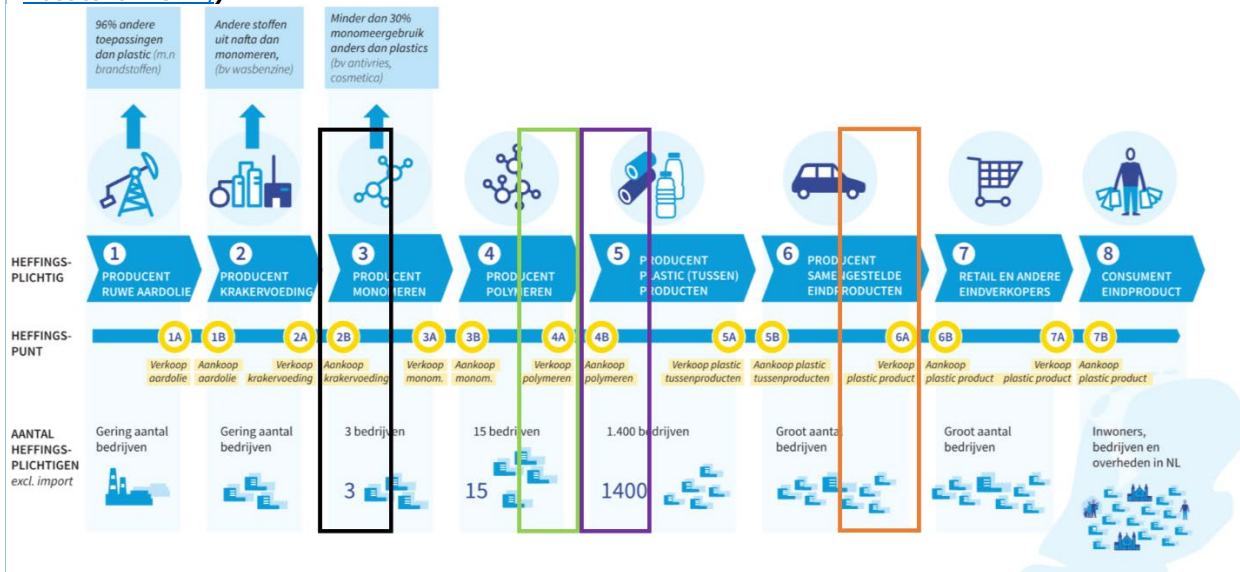 96% andere
toepassingen
dan plastic (m.n
brandstoffen)
Andere stoffen
uit nafta dan
monomeren,
(bv wasbenzine)
Minder dan 30%
monomeergebruik
anders dan plastics
(bv antivries,
cosmetica)
HEFFINGS-
PLICHTIG
1
PRODUCENT
RUWE AARDOLIE
2
PRODUCENT
KRAKERVOEDING
3
PRODUCENT
MONOMEREN
4
PRODUCENT
POLYMEREN
5
PRODUCENT
PLASTIC (TUSSEN)
PRODUCTEN
6
PRODUCENT
SAMENGESTELDE
EINDPRODUCTEN
7
RETAIL EN ANDERE
EINDVERKOPERS
8
CONSUMENT
EINDPRODUCT
HEFFINGS-
PUNT
1A
Verkoop
aardolie
1B
Aankoop
aardolie
2A
Verkoop
krakervoeding
2B
Aankoop
krakervoeding
3A
Verkoop
monom.
3B
Aankoop
monom.
4A
Verkoop
polymeren
4B
Aankoop
polymeren
5A
Verkoop plastic
tussenproducten
5B
Aankoop plastic
tussenproducten
6A
Verkoop
plastic product
6B
Aankoop
plastic product
7A
Verkoop
plastic product
7B
Aankoop
plastic product
AANTAL
HEFFINGS-
PLICHTIGEN
excl. import
Gering aantal
bedrijven
Gering aantal
bedrijven
3 bedrijven
3
15 bedrijven
15
1.400 bedrijven
1400
Groot aantal
bedrijven
Groot aantal
bedrijven
Inwoners,
bedrijven en
overheden in NL